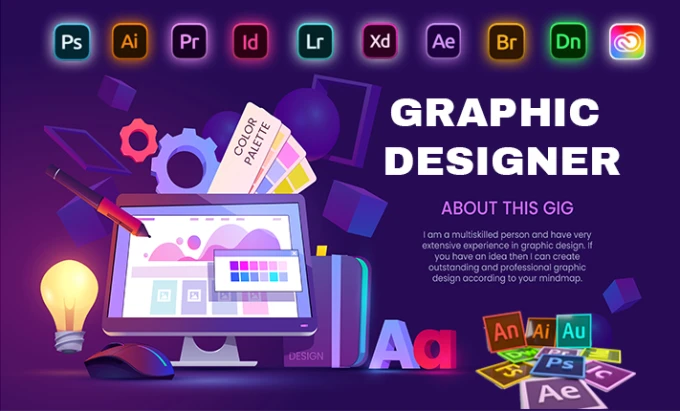 Ps Ai Pr Id Lr Xd Ae Br Dn
GRAPHIC
DESIGNER
COLOR
PALETTE
ABOUT THIS GIG
I am a multiskilled person and have very
extensive experience in graphic design. If
you have an idea then I can create
outstanding and professional graphic
design according to your mindmap.
DESIGN
Aa
An Ai Au
Pr
Ps
Ic
Ae